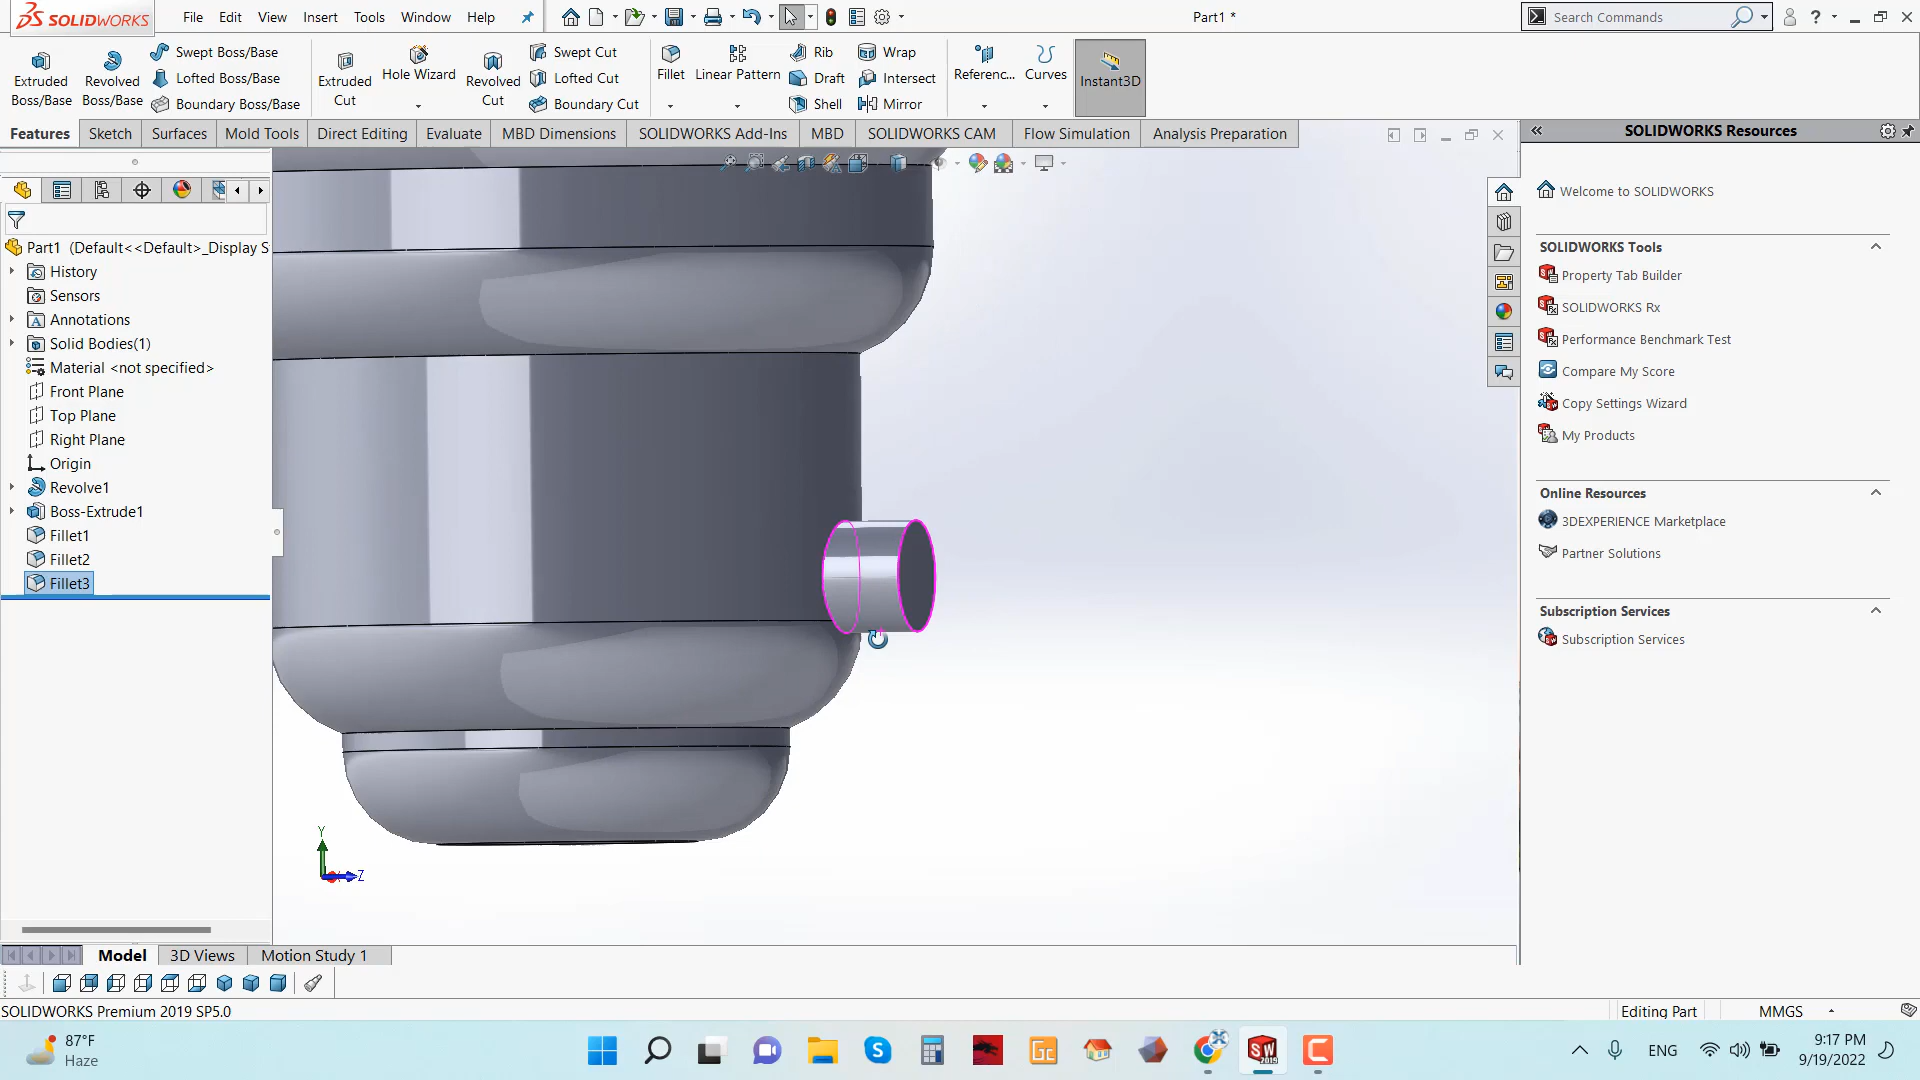 SOLIDWORKS File Edit View Insert Tools Window Help Part1 * Search Commands
Extruded Boss/Base
Revolved Boss/Base
Swept Boss/Base
Lofted Boss/Base
Boundary Boss/Base
Extruded Cut
Hole Wizard
Revolved Cut
Swept Cut
Lofted Cut
Boundary Cut
Fillet
Linear Pattern
Rib
Draft
Shell
Wrap
Intersect
Mirror
Referenc...
Curves
Instant3D
Features Sketch Surfaces Mold Tools Direct Editing Evaluate MBD Dimensions SOLIDWORKS Add-Ins MBD SOLIDWORKS CAM Flow Simulation Analysis Preparation
Part1 (Default<<Default>_Display S
History
Sensors
Annotations
Solid Bodies(1)
Material <not specified>
Front Plane
Top Plane
Right Plane
Origin
Revolve1
Boss-Extrude1
Fillet1
Fillet2
Fillet3
Y
Z
SOLIDWORKS Resources
Welcome to SOLIDWORKS
SOLIDWORKS Tools
Property Tab Builder
SOLIDWORKS Rx
Performance Benchmark Test
Compare My Score
Copy Settings Wizard
My Products
Online Resources
3DEXPERIENCE Marketplace
Partner Solutions
Subscription Services
Subscription Services
Model 3D Views Motion Study 1
SOLIDWORKS Premium 2019 SP5.0 Editing Part MMGS
87°F
Haze
SW
2019
ENG
9:17 PM
9/19/2022